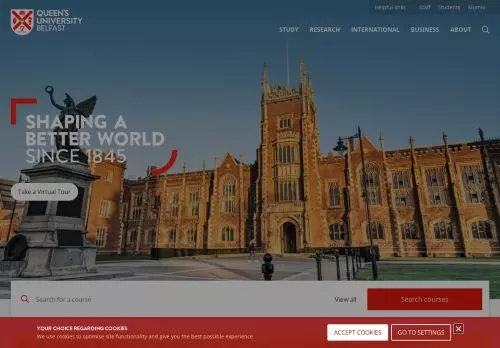 QUEEN'S
UNIVERSITY
BELFAST
Helpful links
Staff
Students
Alumni
STUDY
RESEARCH
INTERNATIONAL
BUSINESS
ABOUT
SHAPING A
BETTER WORLD
SINCE 1845
Take a Virtual Tour
Search for a course
View all
Search courses
YOUR CHOICE REGARDING COOKIES
We use cookies to optimise site functionality and give you the best possible experience.
ACCEPT COOKIES
GO TO SETTINGS